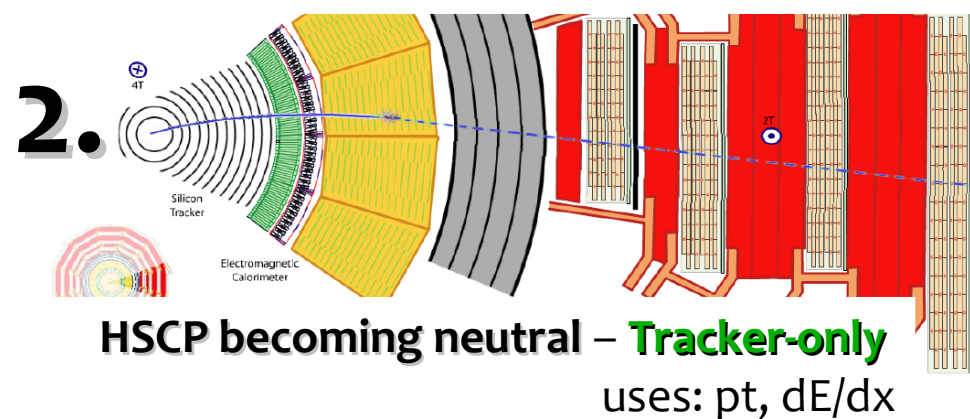 2.
4T
2T
Silicon
Tracker
Electromagnetic
Calorimeter
HSCP becoming neutral – Tracker-only
uses: pt, dE/dx